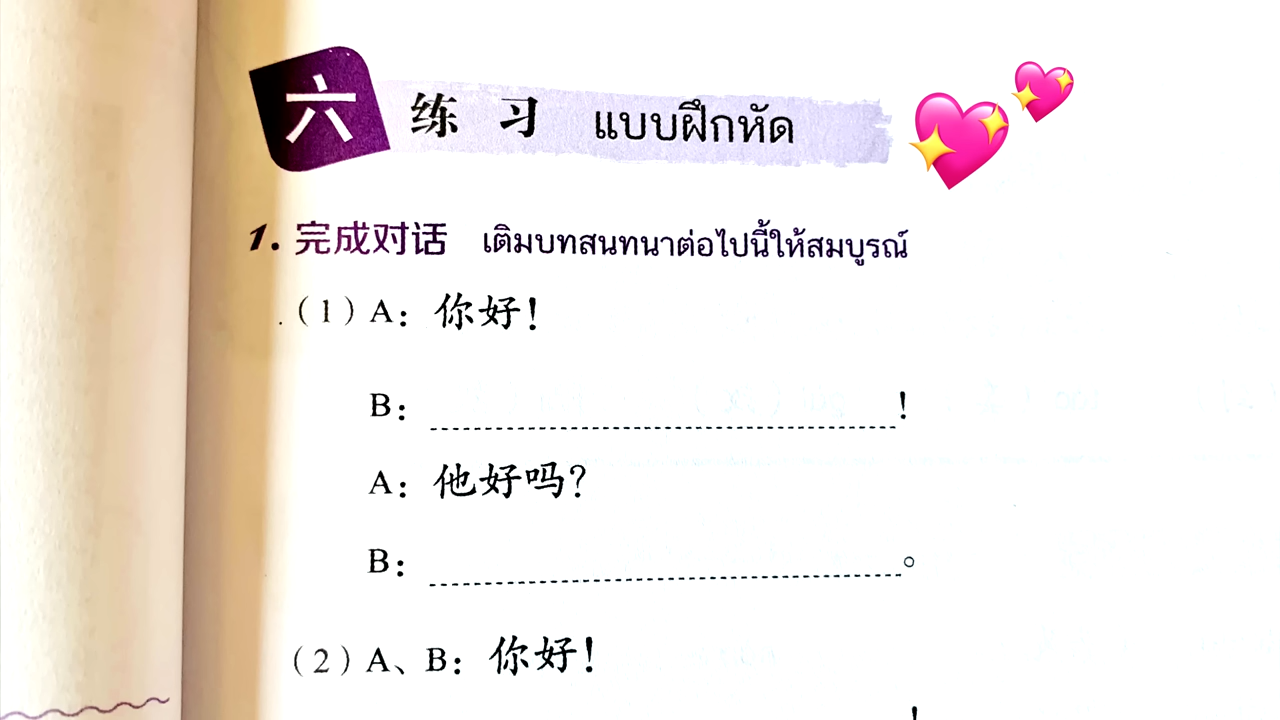 六 练 习 แบบฝึกหัด
1. 完成对话 เติมบทสนทนาต่อไปนี้ให้สมบูรณ์
(1) A: 你好!
B: !
A: 他好吗?
B: 。
(2) A、B: 你好!
!